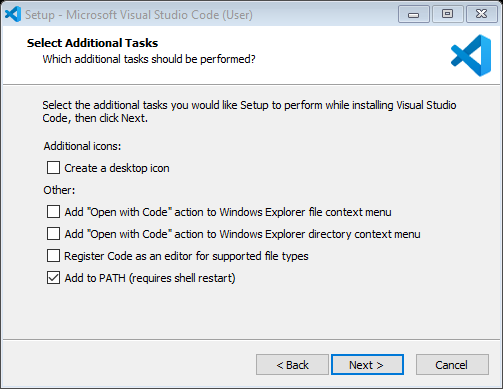 Setup - Microsoft Visual Studio Code (User)
Select Additional Tasks
Which additional tasks should be performed?
Select the additional tasks you would like Setup to perform while installing Visual Studio
Code, then click Next.
Additional icons:
Create a desktop icon
Other:
Add "Open with Code" action to Windows Explorer file context menu
Add "Open with Code" action to Windows Explorer directory context menu
Register Code as an editor for supported file types
Add to PATH (requires shell restart)
< Back
Next >
Cancel